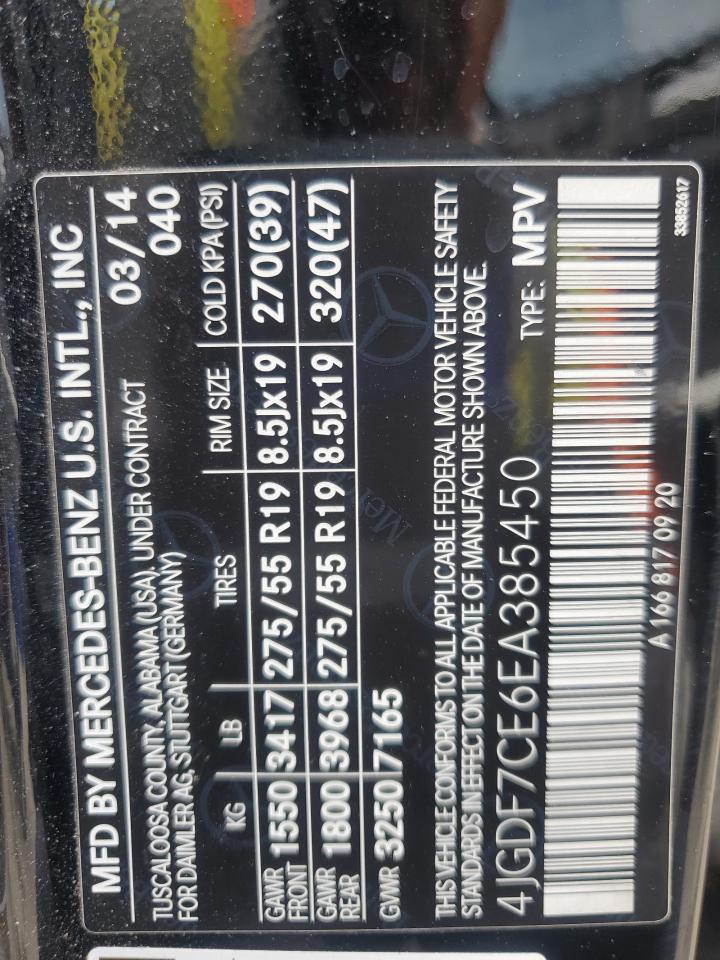 MFD BY MERCEDES-BENZ U.S. INTL., INC
03/14
TUSCALOOSA COUNTY, ALABAMA (USA), UNDER CONTRACT
040
FOR DAIMLER AG, STUTTGART (GERMANY)
KG LB TIRES RIM SIZE COLD KPA (PSI)
GAWR FRONT 1550 3417 275/55 R19 8.5Jx19 270(39)
GAWR REAR 1800 3968 275/55 R19 8.5Jx19 320(47)
GVWR 3250 7165
THIS VEHICLE CONFORMS TO ALL APPLICABLE FEDERAL MOTOR VEHICLE SAFETY
STANDARDS IN EFFECT ON THE DATE OF MANUFACTURE SHOWN ABOVE.
4JGDF7CE6EA385450 TYPE: MPV
A 166 817 09 20
33852617